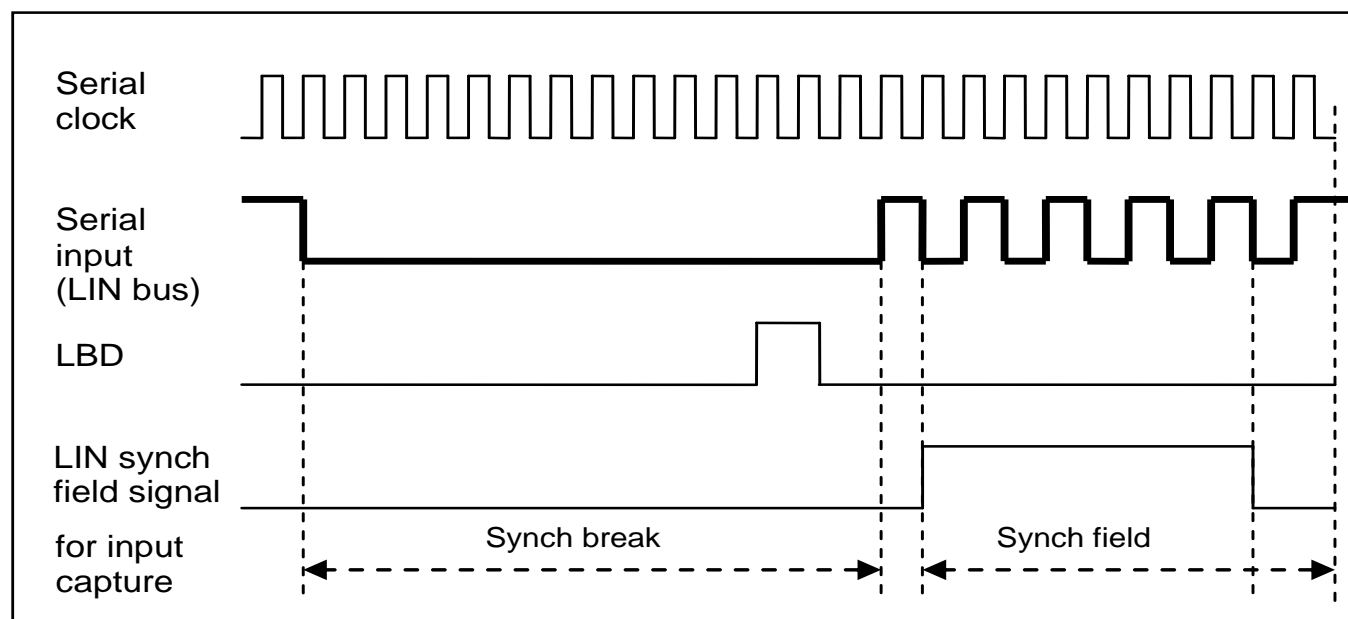 Serial
clock
Serial
input
(LIN bus)
LBD
LIN synch
field signal
for input
capture
Synch break
Synch field